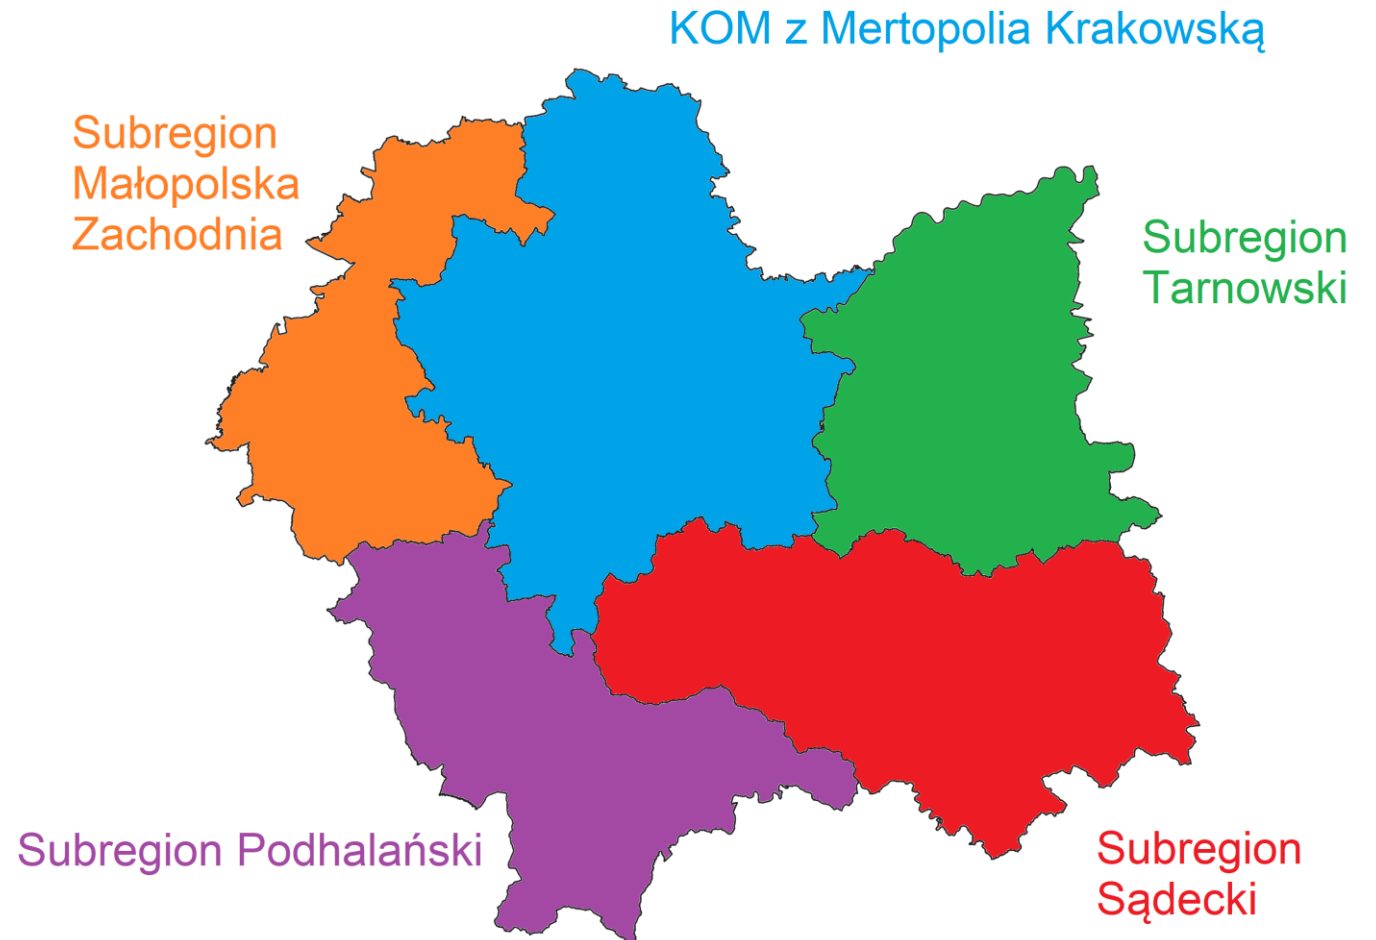 KOM z Mertopolia Krakowską
Subregion
Małopolska
Zachodnia
Subregion
Tarnowski
Subregion Podhalański
Subregion
Sądecki